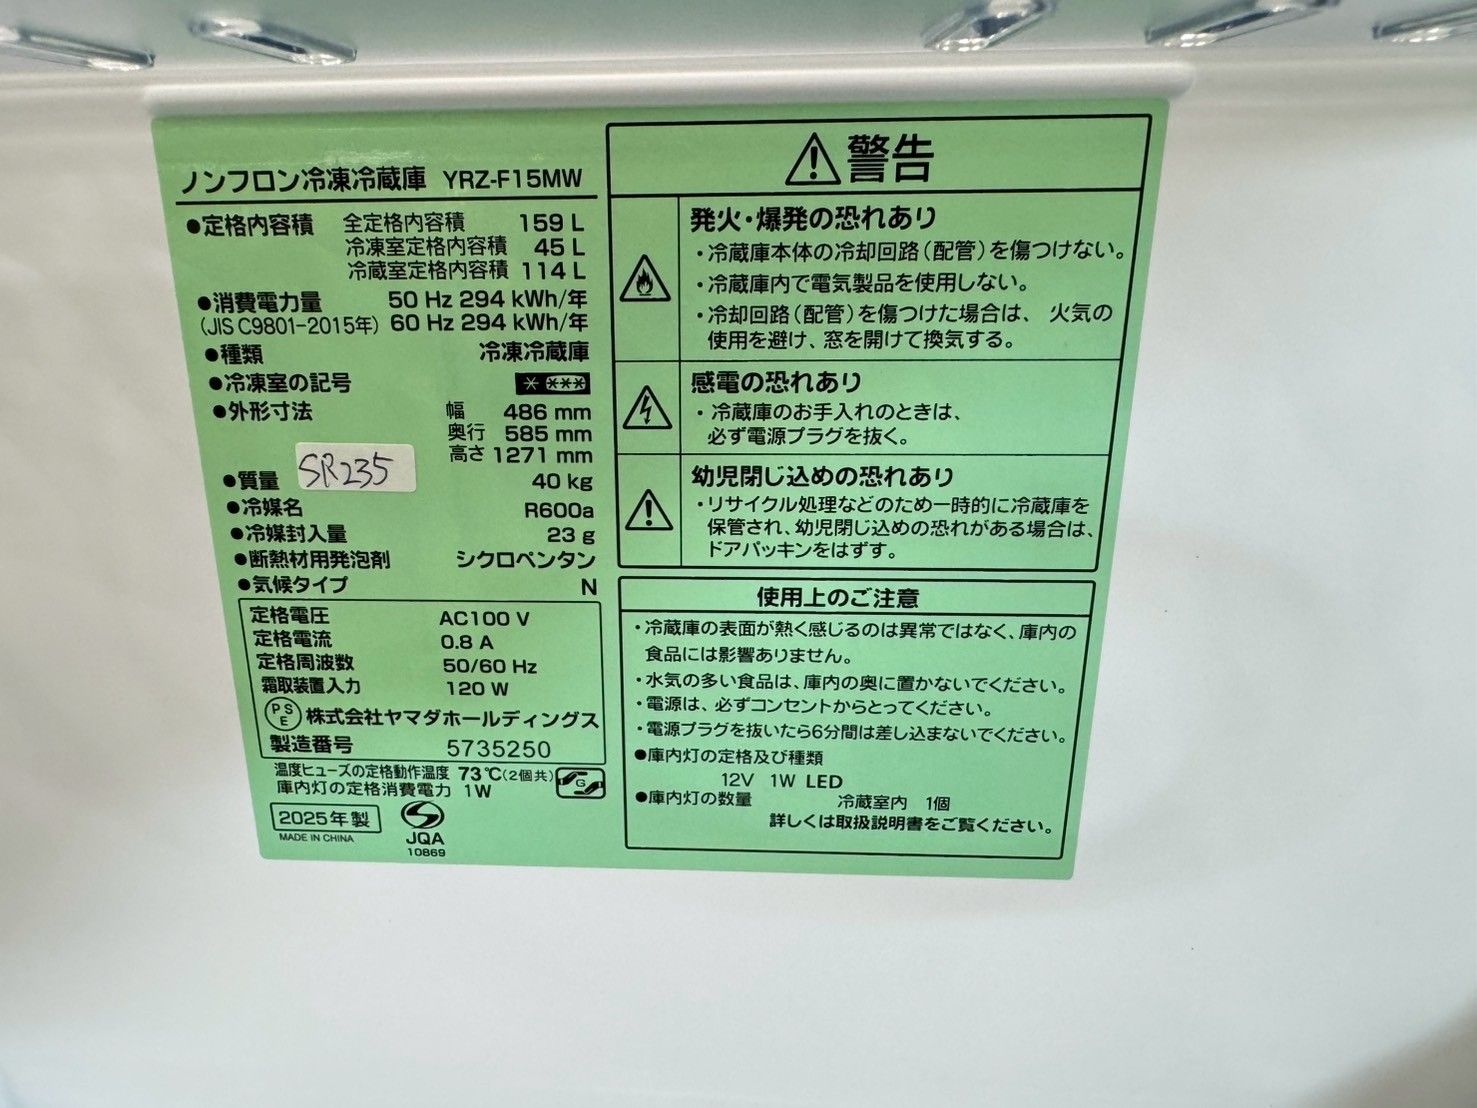 ノンフロン冷凍冷蔵庫 YRZ-F15MW
●定格内容積 全定格内容積 159 L
冷凍室定格内容積 45 L
冷蔵室定格内容積 114 L
●消費電力量 50 Hz 294 kWh/年
(JIS C9801-2015年) 60 Hz 294 kWh/年
●種類 冷凍冷蔵庫
●冷凍室の記号 * ***
●外形寸法 幅 486 mm
奥行 585 mm
高さ 1271 mm
SR235
●質量 40 kg
●冷媒名 R600a
●冷媒封入量 23 g
●断熱材用発泡剤 シクロペンタン
●気候タイプ N
定格電圧 AC100 V
定格電流 0.8 A
定格周波数 50/60 Hz
霜取装置入力 120 W
PSE 株式会社ヤマダホールディングス
製造番号 5735250
温度ヒューズの定格動作温度 73℃(2個共)
庫内灯の定格消費電力 1W
G
2025年製
MADE IN CHINA
JQA
10869
警告
発火・爆発の恐れあり
・冷蔵庫本体の冷却回路(配管)を傷つけない。
・冷蔵庫内で電気製品を使用しない。
・冷却回路(配管)を傷つけた場合は、 火気の
使用を避け、窓を開けて換気する。
感電の恐れあり
・冷蔵庫のお手入れのときは、
必ず電源プラグを抜く。
幼児閉じ込めの恐れあり
・リサイクル処理などのため一時的に冷蔵庫を
保管され、幼児閉じ込めの恐れがある場合は、
ドアパッキンをはずす。
使用上のご注意
・冷蔵庫の表面が熱く感じるのは異常ではなく、庫内の
食品には影響ありません。
・水気の多い食品は、庫内の奥に置かないでください。
・電源は、必ずコンセントからとってください。
・電源プラグを抜いたら6分間は差し込まないでください。
●庫内灯の定格及び種類
12V 1W LED
●庫内灯の数量 冷蔵室内 1個
詳しくは取扱説明書をご覧ください。